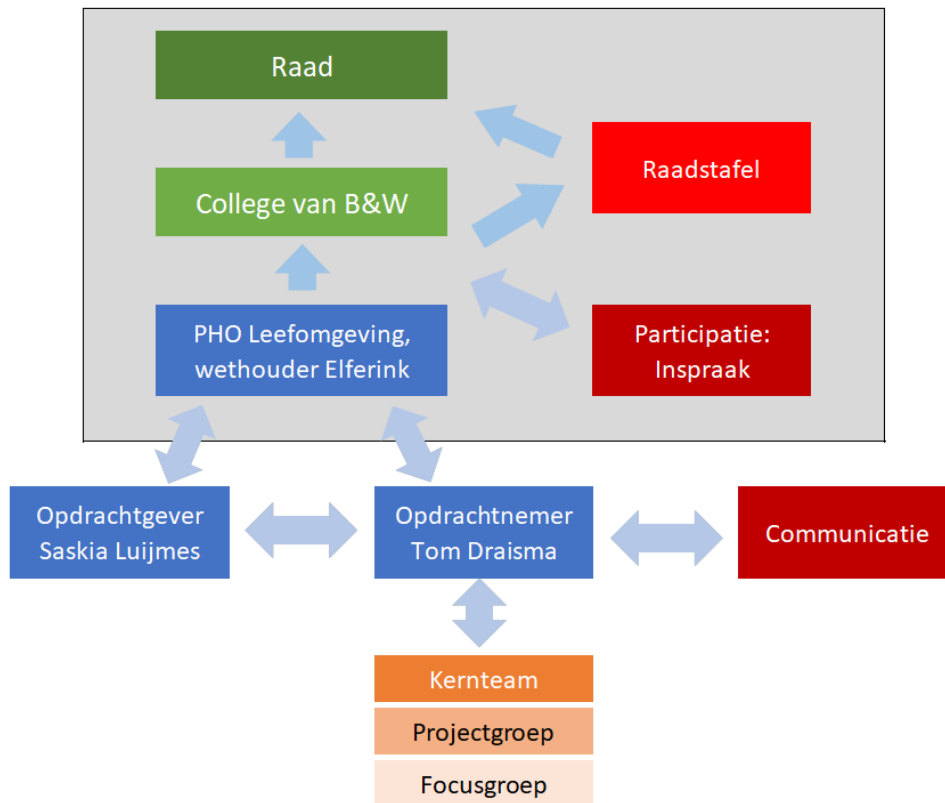 Raad
Raadstafel
College van B&W
PHO Leefomgeving,
wethouder Elferink
Participatie:
Inspraak
Opdrachtgever
Saskia Luijmes
Opdrachtnemer
Tom Draisma
Communicatie
Kernteam
Projectgroep
Focusgroep